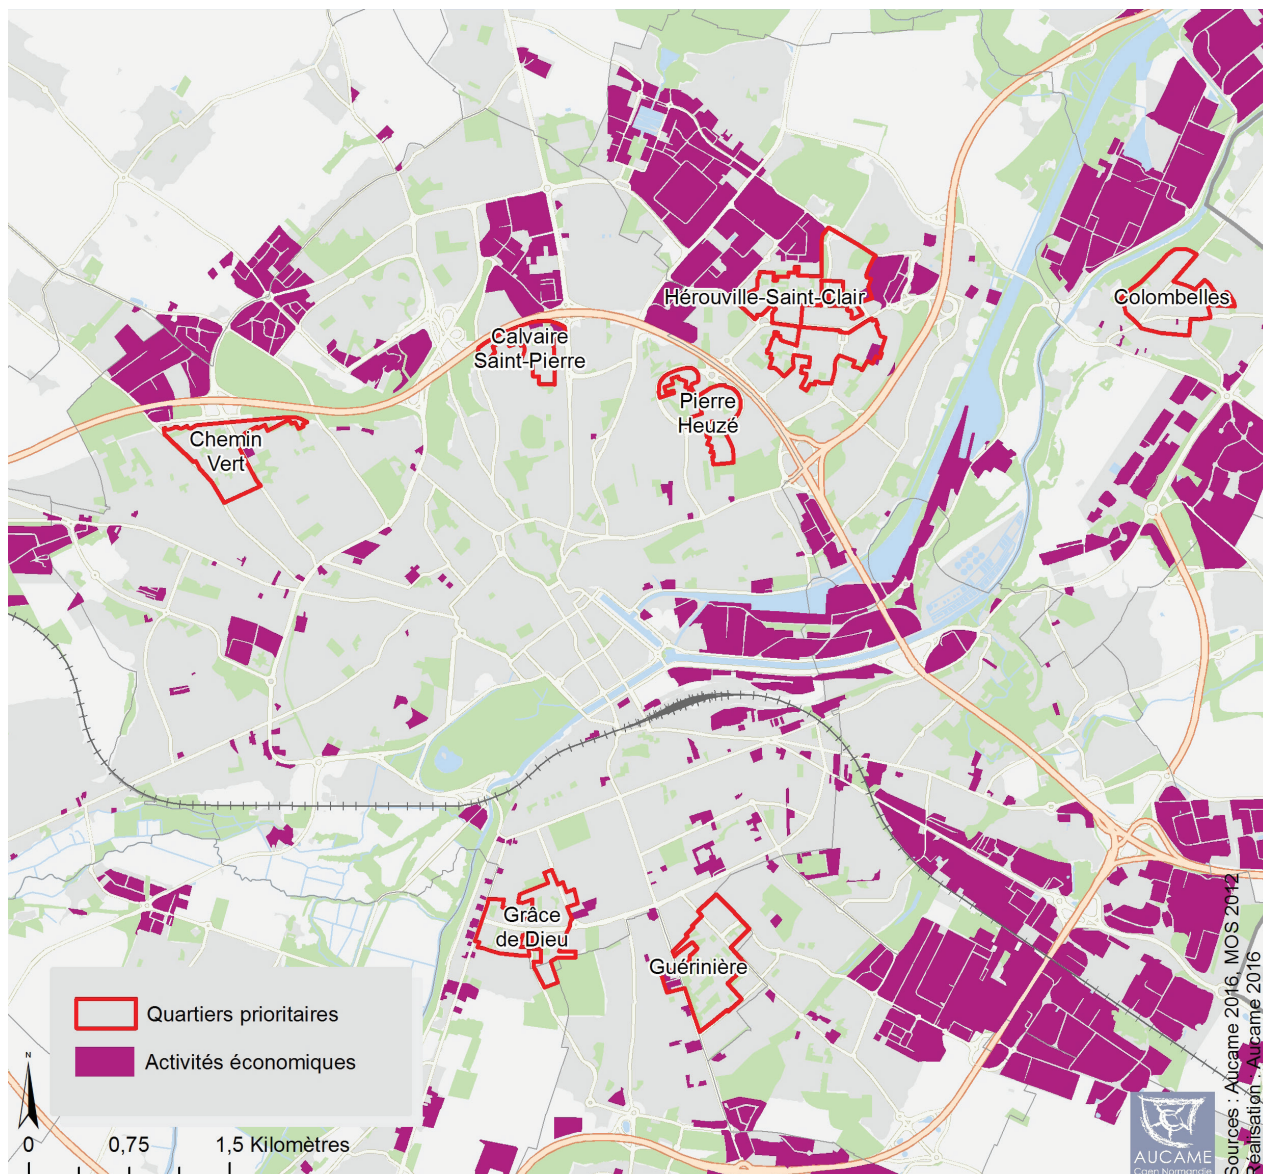 Hérouville-Saint-Clair
Colombelles
Calvaire
Saint-Pierre
Pierre
Heuzé
Chemin
Vert
Grâce
de Dieu
Guérinière
Quartiers prioritaires
Activités économiques
N
0 0,75 1,5 Kilomètres
Sources : Aucame 2016, MOS 2012
Réalisation : Aucame 2016
AUCAME
Caen Normandie